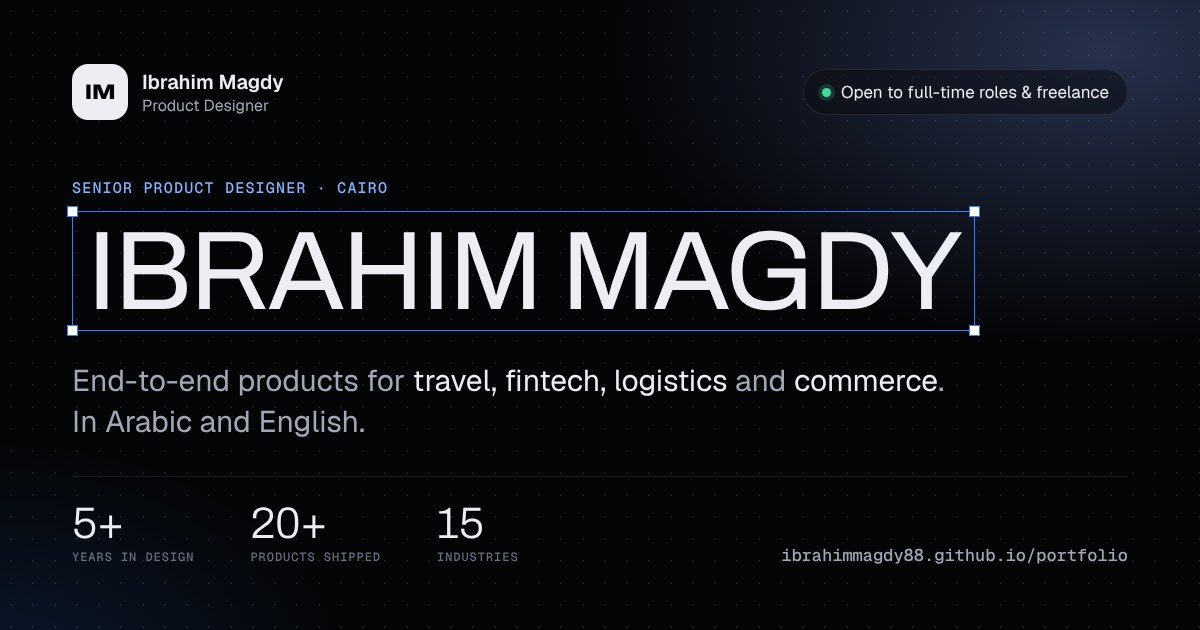 IM
Ibrahim Magdy
Product Designer
Open to full-time roles & freelance
SENIOR PRODUCT DESIGNER · CAIRO
IBRAHIM MAGDY
End-to-end products for travel, fintech, logistics and commerce.
In Arabic and English.
5+
YEARS IN DESIGN
20+
PRODUCTS SHIPPED
15
INDUSTRIES
ibrahimmagdy88.github.io/portfolio